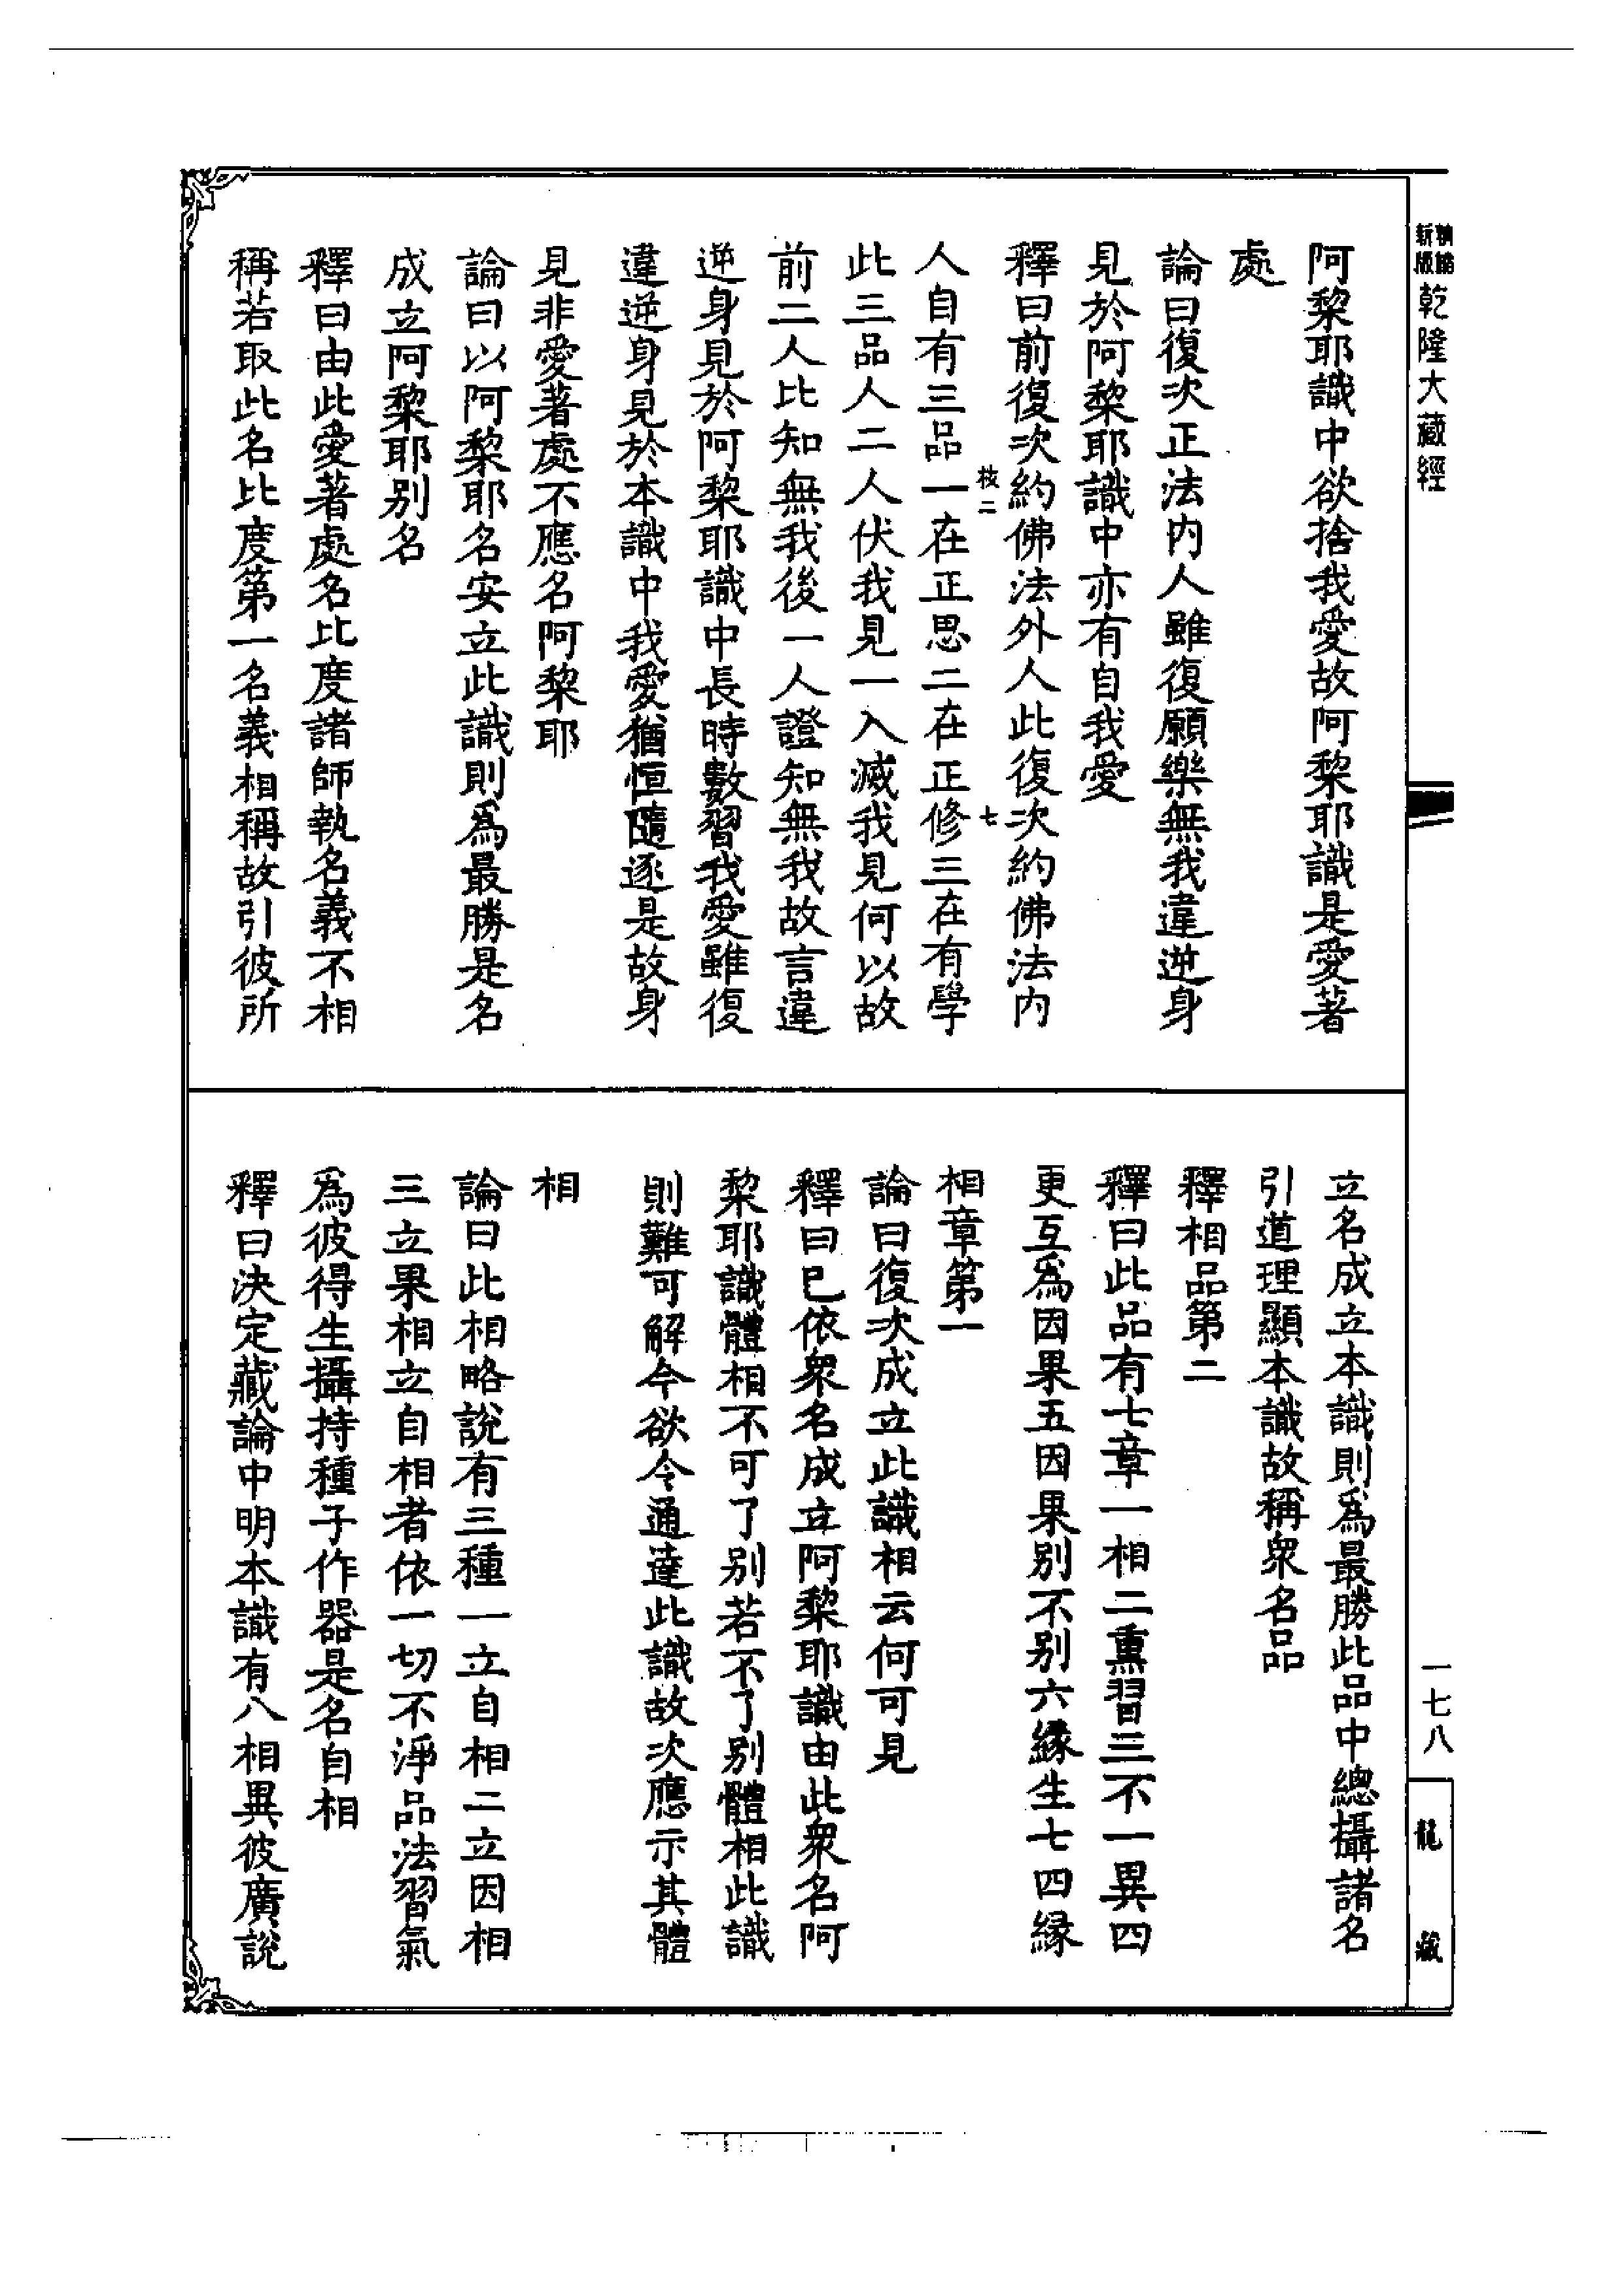 新版
精縮
乾隆大藏經
一七八
龍藏
阿黎耶識中欲捨我愛故阿黎耶識是愛著
處
論曰復次正法內人雖復願樂無我違逆身
見於阿黎耶識中亦有自我愛
釋曰前復次約佛法外人此復次約佛法內
七
人自有三品一在正思二在正修三在有學
此三品人二人伏我見一入滅我見何以故
前二人比知無我後一人證知無我故言違
逆身見於阿黎耶識中長時數習我愛雖復
違逆身見於本識中我愛猶恒隨逐是故身
見非愛著處不應名阿黎耶
論曰以阿黎耶名安立此識則為最勝是名
成立阿黎耶別名
釋曰由此愛著處名比度諸師執名義不相
稱若取此名比度第一名義相稱故引彼所
立名成立本識則為最勝此品中總攝諸名
引道理顯本識故稱衆名品
釋相品第二
釋曰此品有七章一相二熏習三不一異四
更互為因果五因果別不別六緣生七四緣
相章第一
論曰復次成立此識相云何可見
釋曰已依衆名成立阿黎耶識由此衆名阿
黎耶識體相不可了別若不了別體相此識
則難可解今欲令通達此識故次應示其體
相
論曰此相略說有三種一立自相二立因相
三立果相立自相者依一切不淨品法習氣
為彼得生攝持種子作器是名自相
釋曰決定藏論中明本識有八相異彼廣說